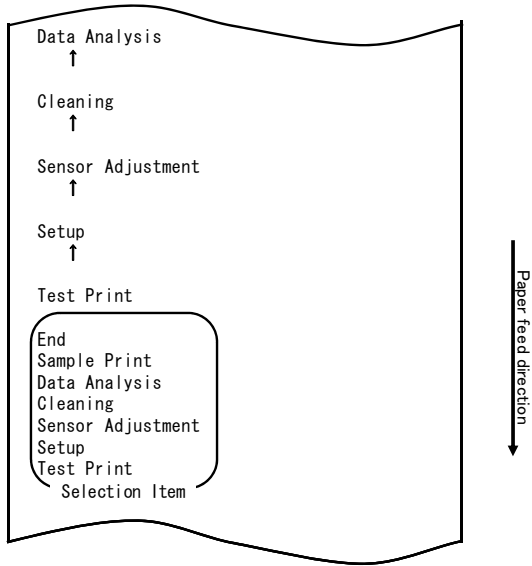 Data Analysis
↑
Cleaning
↑
Sensor Adjustment
↑
Setup
↑
Test Print
End
Sample Print
Data Analysis
Cleaning
Sensor Adjustment
Setup
Test Print
Selection Item
Paper feed direction